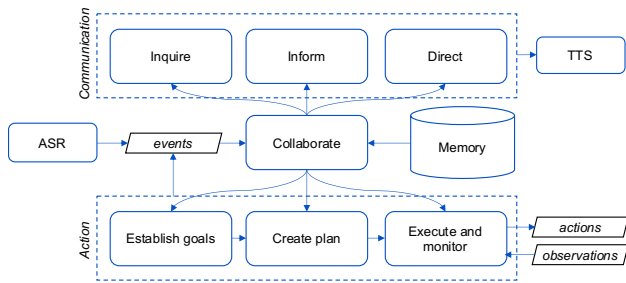 Communication
Inquire
Inform
Direct
TTS
ASR
events
Collaborate
Memory
Action
Establish goals
Create plan
Execute and
monitor
actions
observations